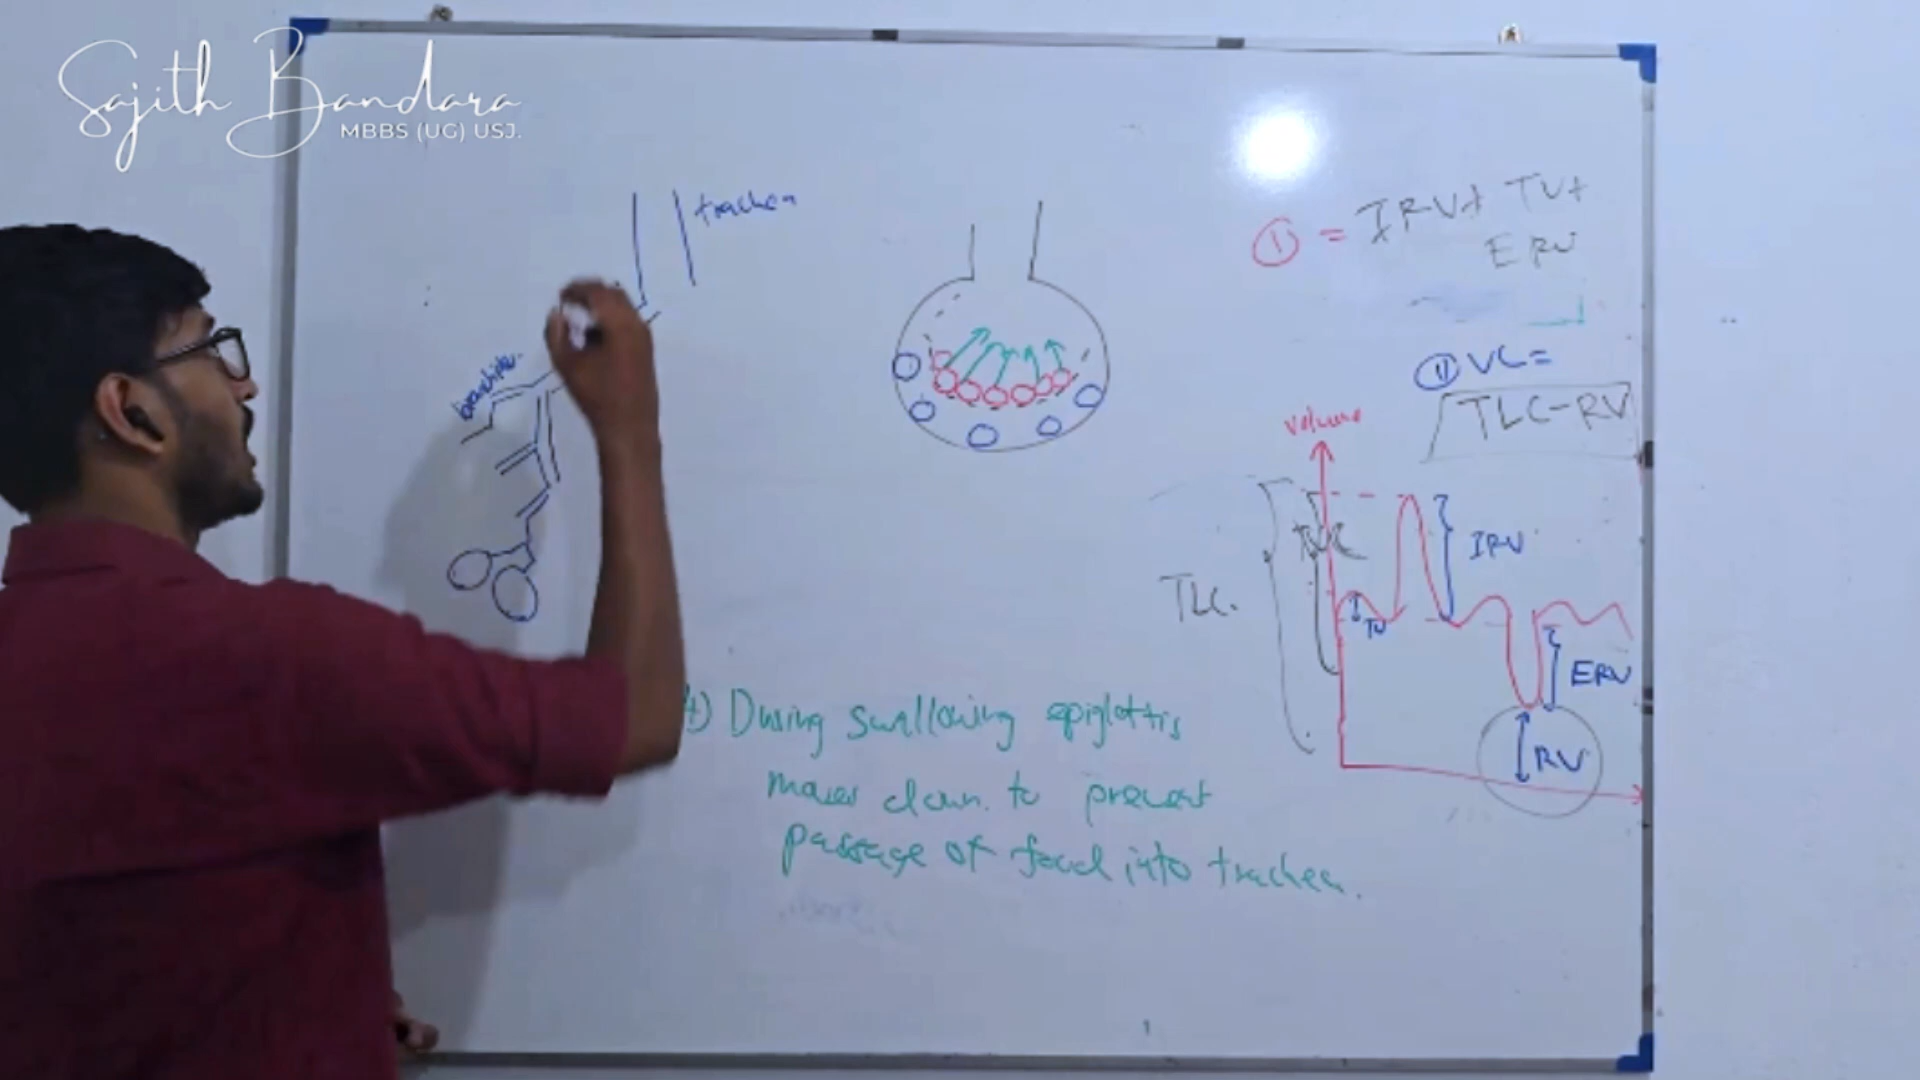 Sajith Bandara
MBBS (UG) USJ.
trachea
bronchiole
① = IRV+ TV+
ERV
② VC=
TLC-RV
Volume
IRV
TLC.
TV
ERV
RV
4) During swallowing epiglottis
moves down. to prevent
passage of food into trachea.